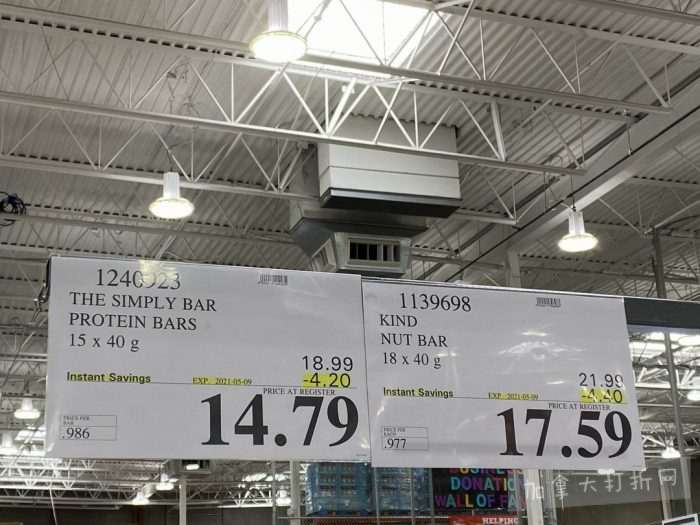 1240923
THE SIMPLY BAR
PROTEIN BARS
15 x 40 g
18.99
Instant Savings
EXP. 2021-05-09
-4.20
PRICE AT REGISTER
PRICE PER
BAR
.986
14.79
1139698
KIND
NUT BAR
18 x 40 g
21.99
Instant Savings
EXP. 2021-05-09
-4.40
PRICE AT REGISTER
PRICE PER
.977
17.59
DONATIO
WALL OF FA
HELPING
加拿大打折网